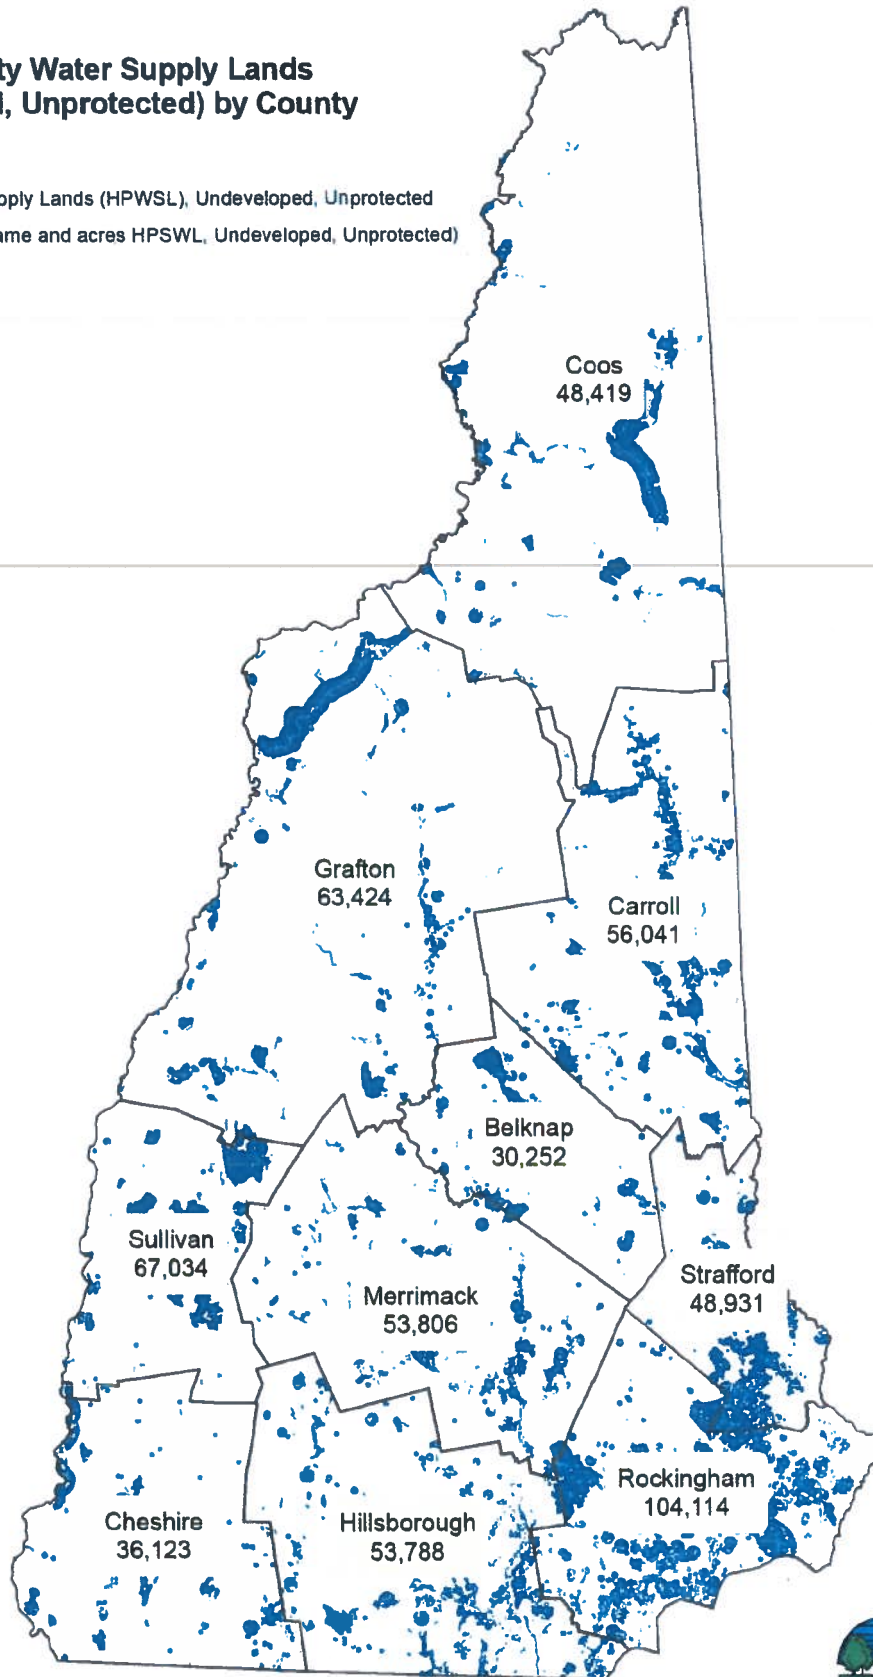 ty Water Supply Lands
l, Unprotected) by County
pply Lands (HPWSL), Undeveloped, Unprotected
ame and acres HPSWL, Undeveloped, Unprotected)
Coos
48,419
Grafton
63,424
Carroll
56,041
Belknap
30,252
Sullivan
67,034
Merrimack
53,806
Strafford
48,931
Rockingham
104,114
Cheshire
36,123
Hillsborough
53,788